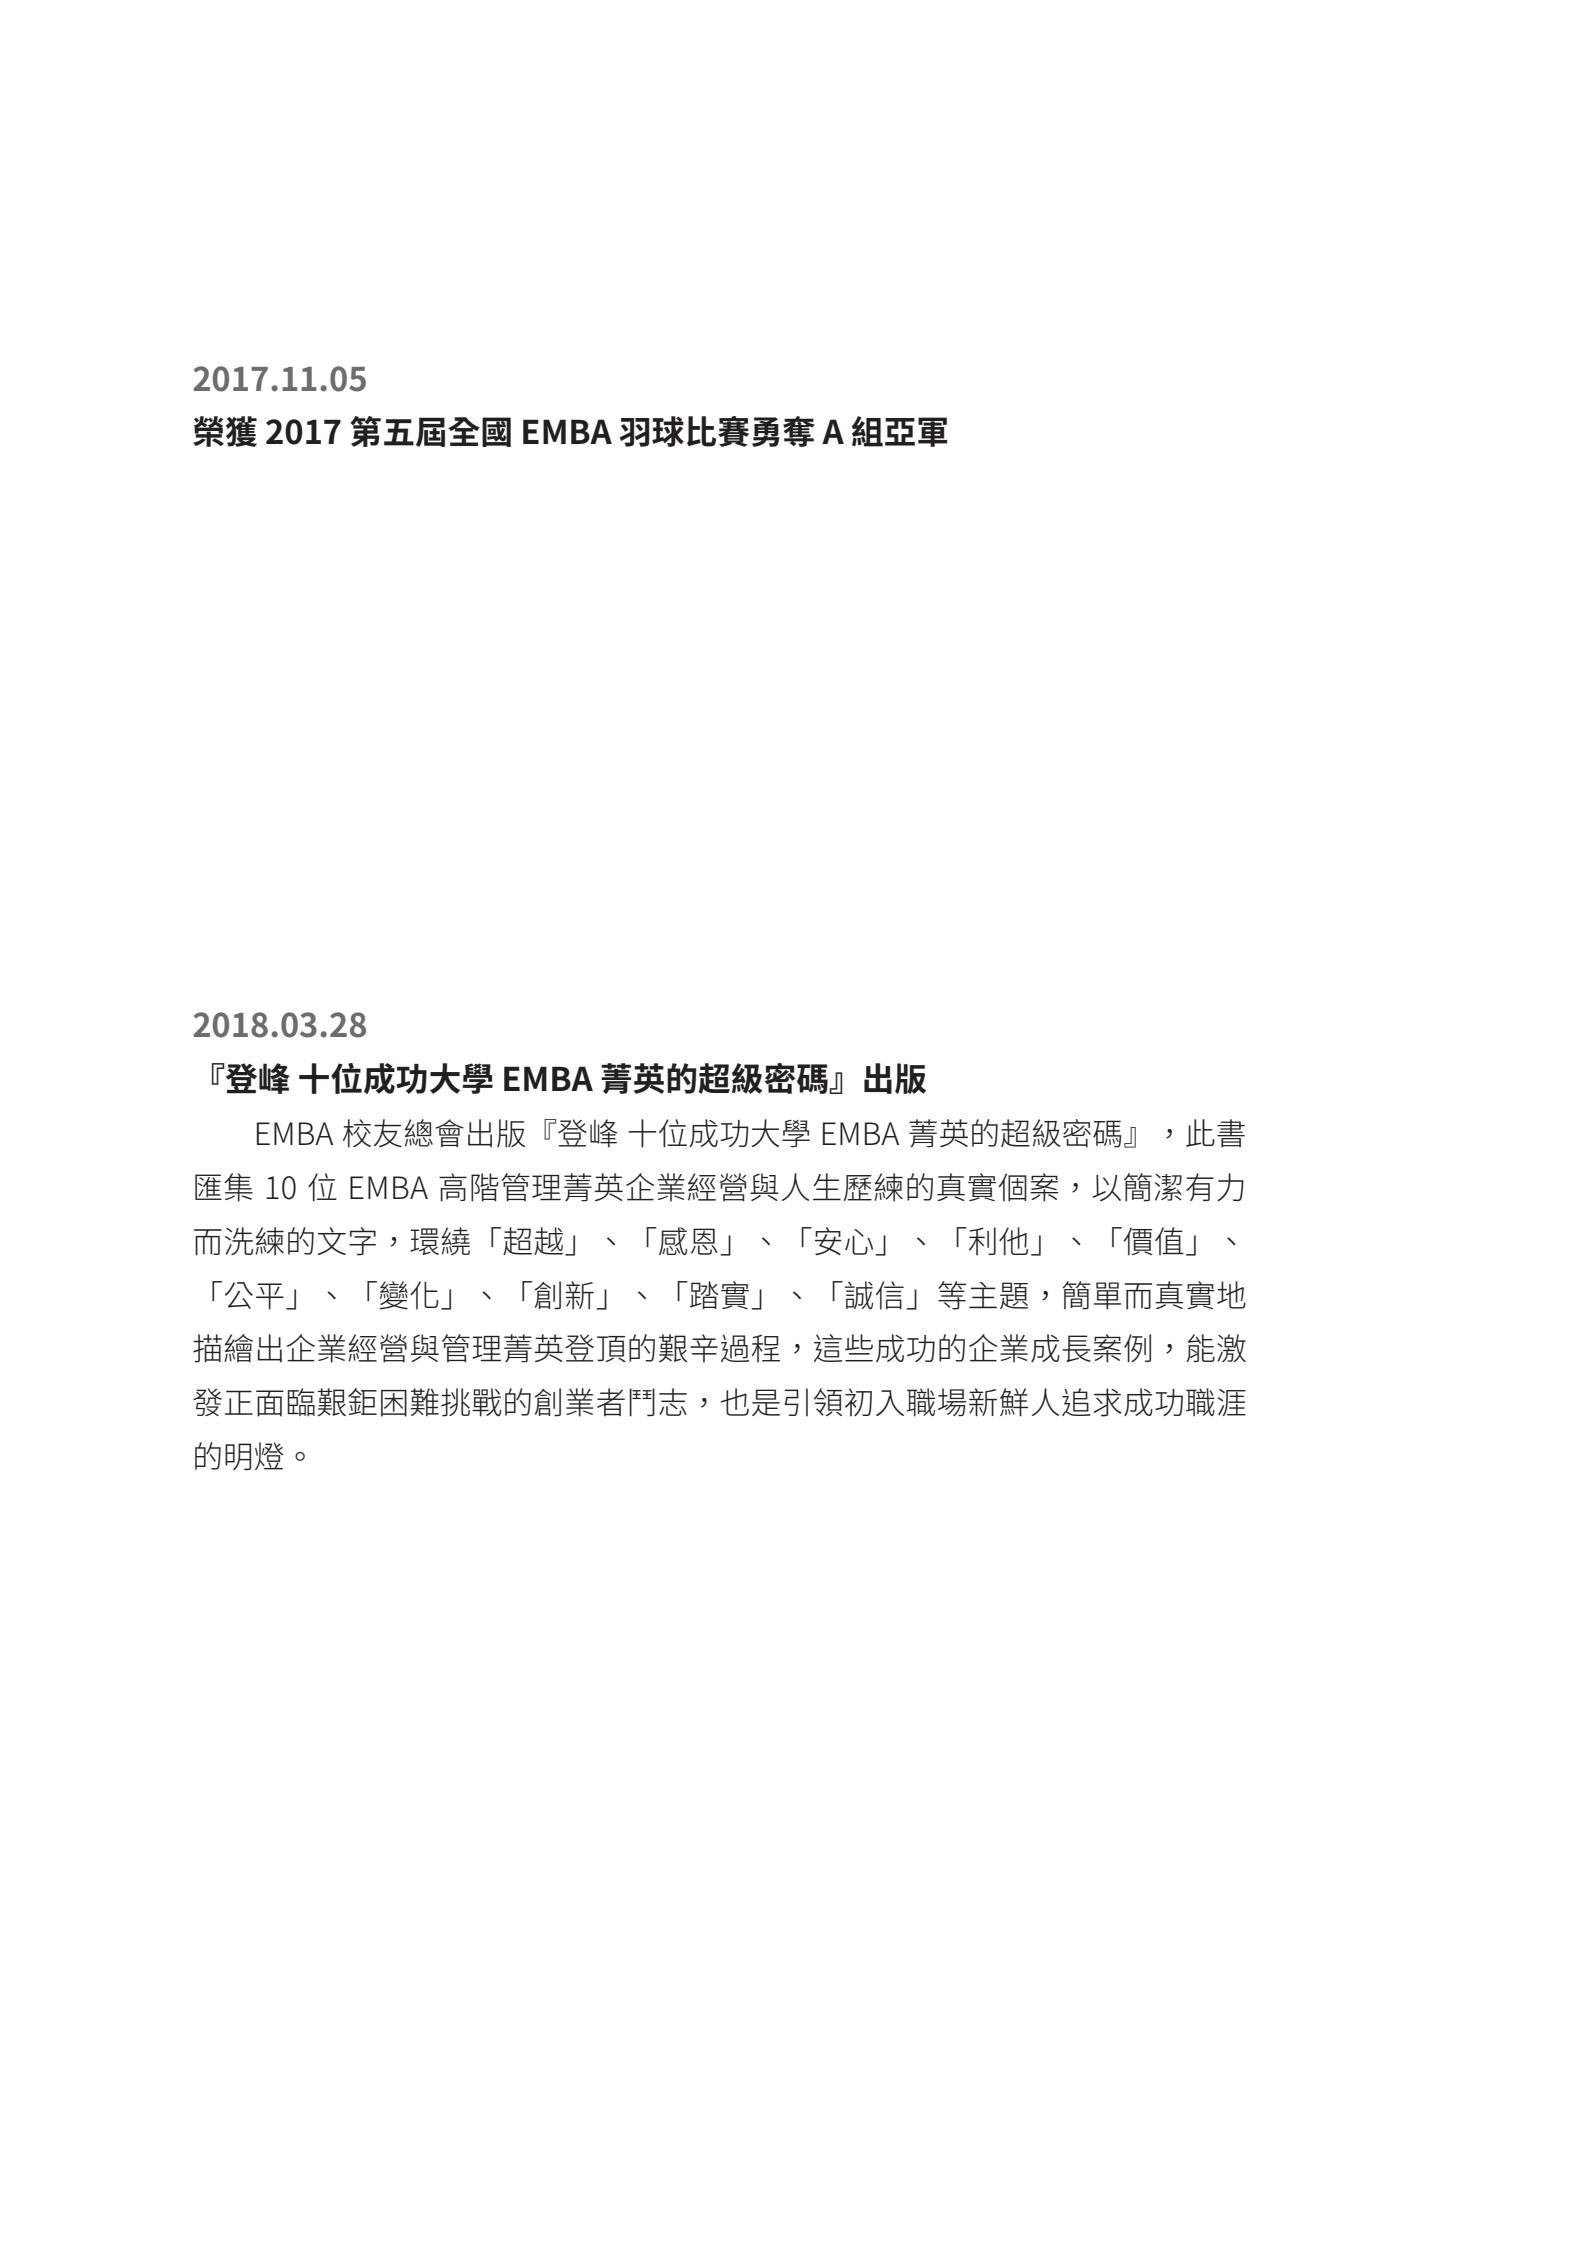 2017.11.05
榮獲 2017 第五屆全國 EMBA 羽球比賽勇奪 A 組亞軍
2018.03.28
『登峰 十位成功大學 EMBA 菁英的超級密碼』出版
EMBA 校友總會出版『登峰 十位成功大學 EMBA 菁英的超級密碼』，此書
匯集 10 位 EMBA 高階管理菁英企業經營與人生歷練的真實個案，以簡潔有力
而洗練的文字，環繞「超越」、「感恩」、「安心」、「利他」、「價值」、
「公平」、「變化」、「創新」、「踏實」、「誠信」等主題，簡單而真實地
描繪出企業經營與管理菁英登頂的艱辛過程，這些成功的企業成長案例，能激
發正面臨艱鉅困難挑戰的創業者鬥志，也是引領初入職場新鮮人追求成功職涯
的明燈。